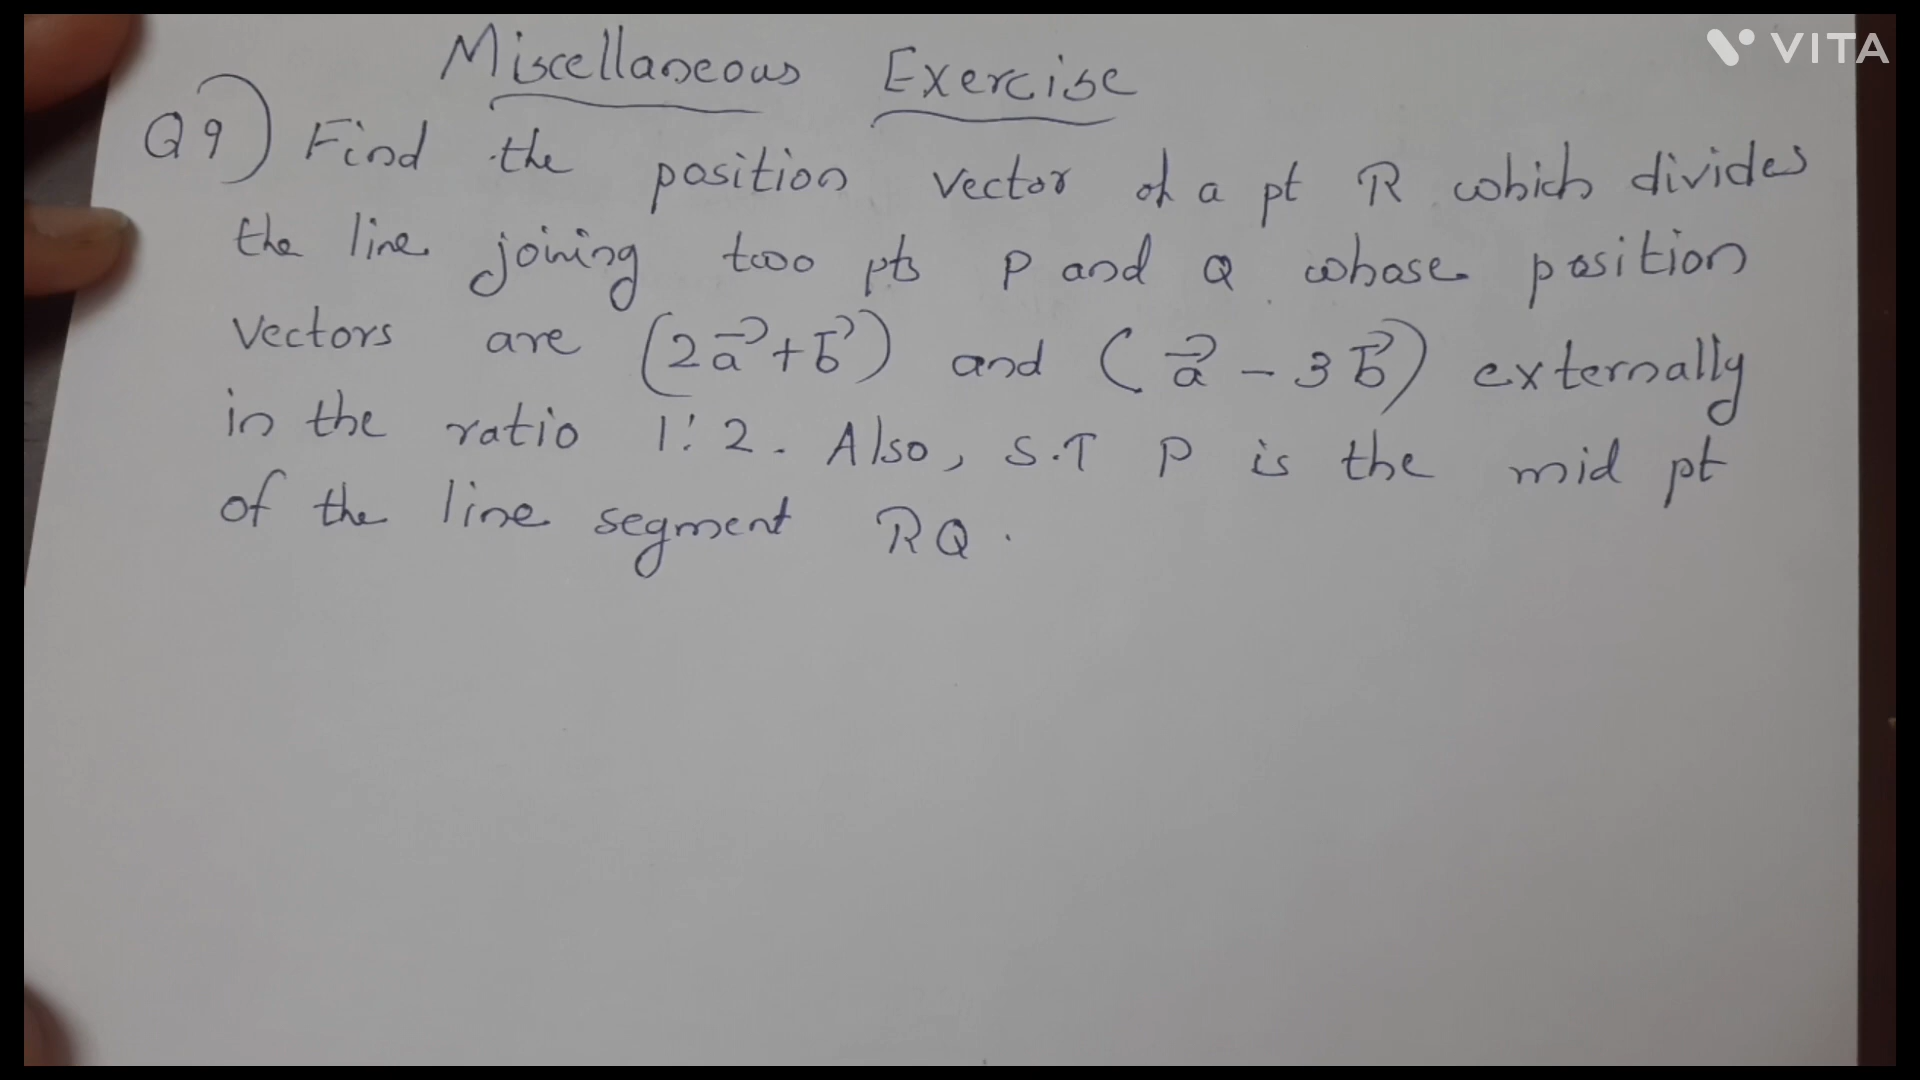 VITA
Miscellaneous Exercise
Q9) Find the position vector of a pt R which divides
the line joining two pts P and Q whose position
vectors are (2a⃗ + b⃗) and (a⃗ - 3b⃗) externally
in the ratio 1:2. Also, S.T P is the mid pt
of the line segment RQ.